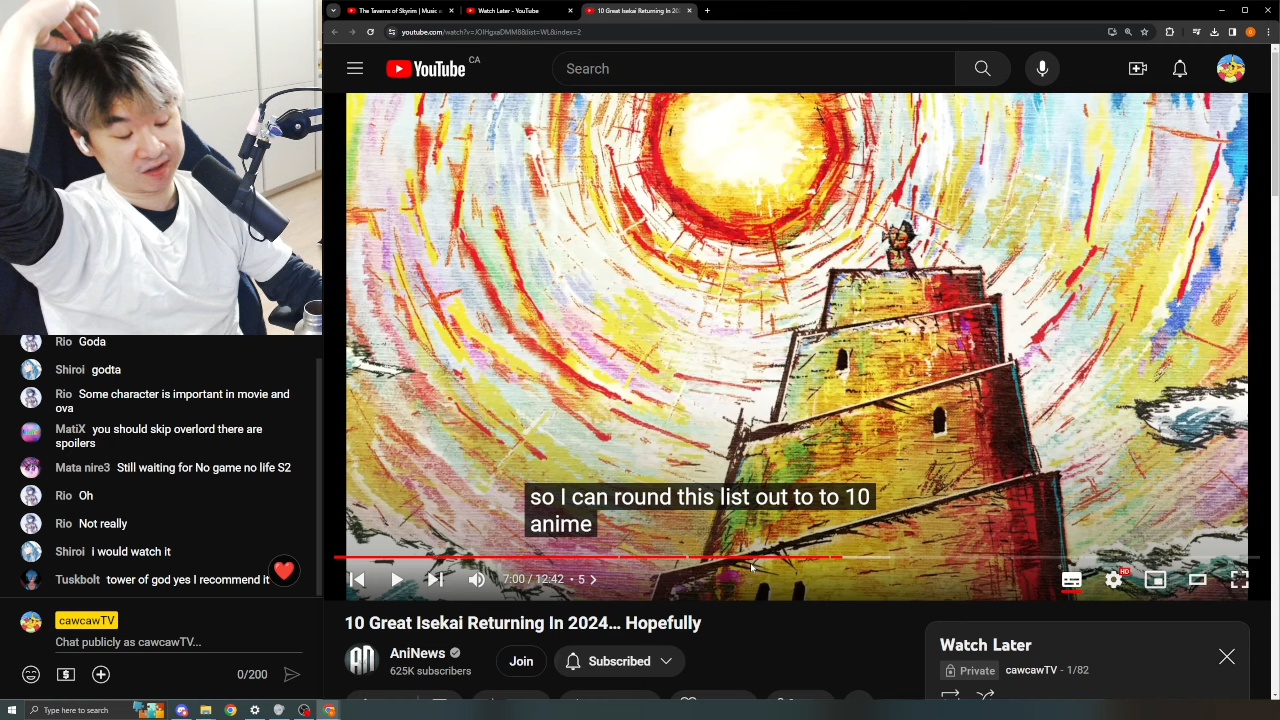 The Taverns of Skyrim | Music
Watch Later - YouTube
10 Great Isekai Returning In 202
youtube.com/watch?v=JOIHgxaDMM8&list=WL&index=2
YouTube CA
Search
so I can round this list out to to 10
anime
7:00 / 12:42 • 5
HD
10 Great Isekai Returning In 2024... Hopefully
AN
AniNews
625K subscribers
Join
Subscribed
Watch Later
Private
cawcawTV - 1/82
Rio Goda
Shiroi godta
Rio Some character is important in movie and
ova
MatiX you should skip overlord there are
spoilers
Mata nire3 Still waiting for No game no life S2
Rio Oh
Rio Not really
Shiroi i would watch it
Tuskbolt tower of god yes I recommend it
cawcawTV
Chat publicly as cawcawTV...
0/200
Type here to search